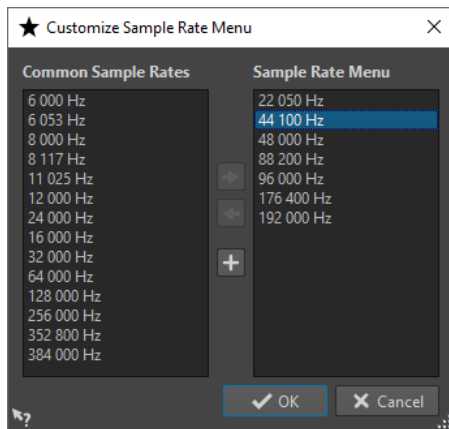 Customize Sample Rate Menu
Common Sample Rates
6 000 Hz
6 053 Hz
8 000 Hz
8 117 Hz
11 025 Hz
12 000 Hz
24 000 Hz
16 000 Hz
32 000 Hz
64 000 Hz
128 000 Hz
256 000 Hz
352 800 Hz
384 000 Hz
Sample Rate Menu
22 050 Hz
44 100 Hz
48 000 Hz
88 200 Hz
96 000 Hz
176 400 Hz
192 000 Hz
OK
Cancel